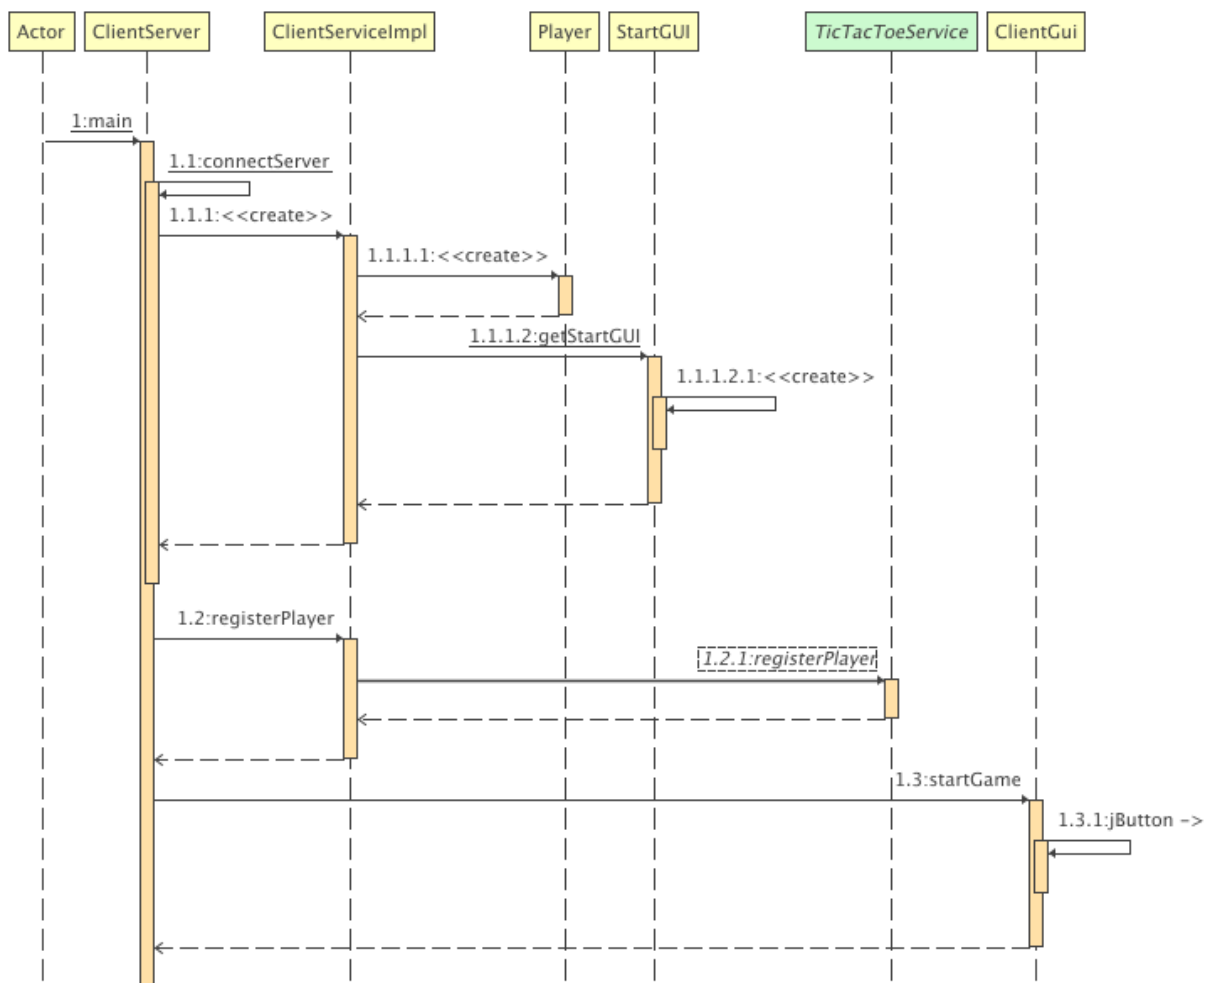 Actor
ClientServer
ClientServiceImpl
Player
StartGUI
TicTacToeService
ClientGui
1:main
1.1:connectServer
1.1.1:<<create>>
1.1.1.1:<<create>>
1.1.1.2:getStartGUI
1.1.1.2.1:<<create>>
1.2:registerPlayer
1.2.1:registerPlayer
1.3:startGame
1.3.1:jButton ->